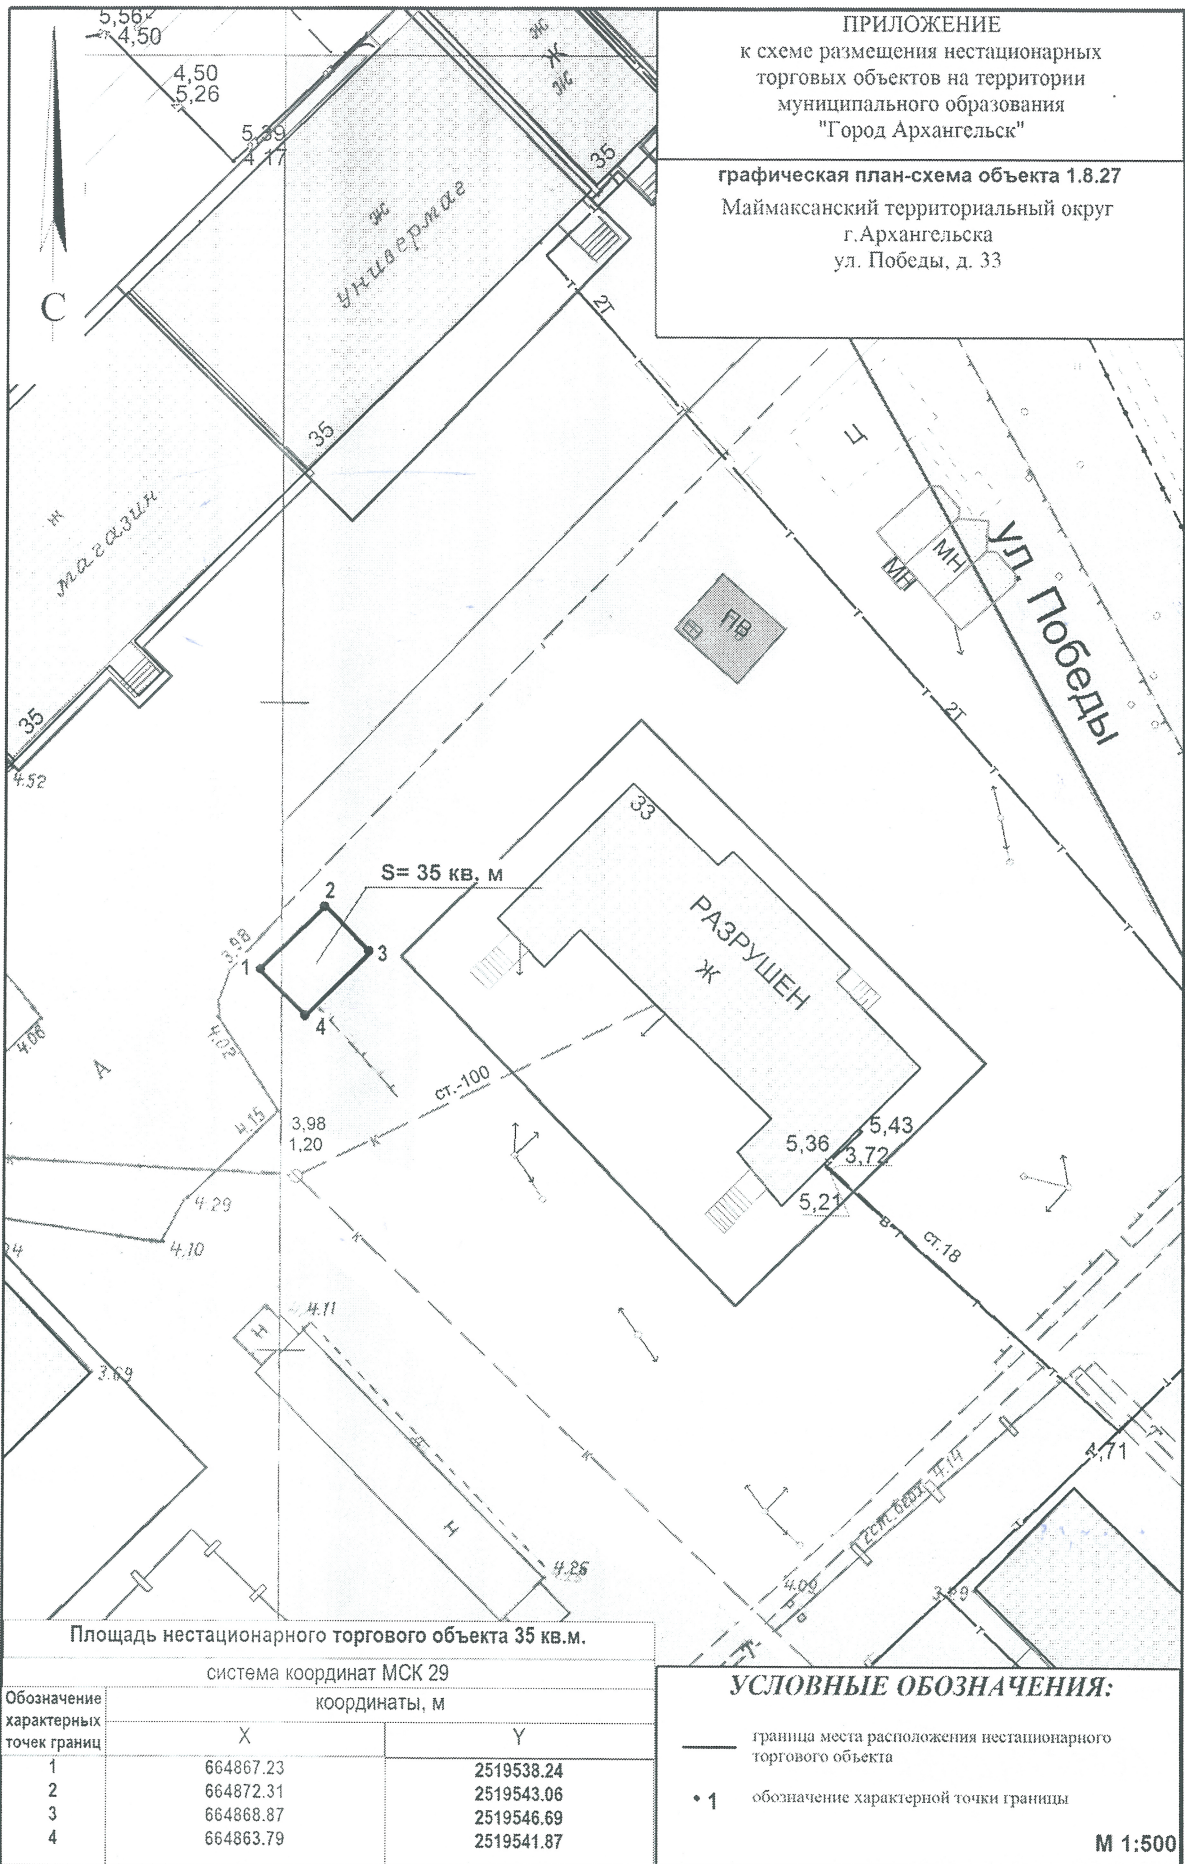 ПРИЛОЖЕНИЕ
к схеме размещения нестационарных
торговых объектов на территории
муниципального образования
"Город Архангельск"
графическая план-схема объекта 1.8.27
Маймаксанский территориальный округ
г.Архангельска
ул. Победы, д. 33
5,56
4,50
4,50
5,26
5,39
4,17
С
ж
Ж
ж
35
ж
универмаг
35
2Т
ж
магазин
35
4.52
Ц
МН
МН
ул. Победы
ПВ
2Т
33
РАЗРУШЕН
Ж
S= 35 кв. м
2
1
3
4
3.98
4.02
4.06
А
4.15
3,98
1,20
ст.-100
к
к
4.29
4.10
5,36
5,43
3,72
5,21
в
ст.18
к
4.11
Н
3.69
к
Н
4.26
4,71
4.14
4.09
Площадь нестационарного торгового объекта 35 кв.м.
система координат МСК 29
Обозначение характерных точек границ
координаты, м
X Y
1 664867.23 2519538.24
2 664872.31 2519543.06
3 664868.87 2519546.69
4 664863.79 2519541.87
УСЛОВНЫЕ ОБОЗНАЧЕНИЯ:
граница места расположения нестационарного
торгового объекта
• 1 обозначение характерной точки границы
М 1:500